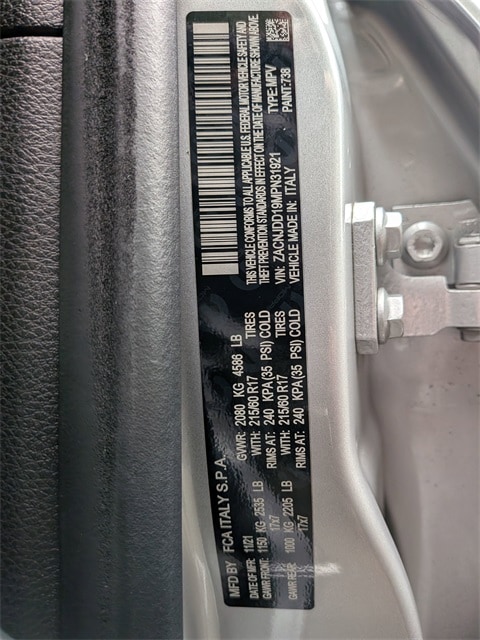 MFD BY FCA ITALY S.P.A.
DATE OF MFR: 11/21 GVWR: 2080 KG 4586 LB
GAWR FRONT: 1150 KG 2535 LB WITH: 215/60 R17 TIRES
17x7 RIMS AT: 240 KPA(35 PSI) COLD
GAWR REAR: 1000 KG 2205 LB WITH: 215/60 R17 TIRES
17x7 RIMS AT: 240 KPA(35 PSI) COLD
THIS VEHICLE CONFORMS TO ALL APPLICABLE U.S. FEDERAL MOTOR VEHICLE SAFETY AND
THEFT PREVENTION STANDARDS IN EFFECT ON THE DATE OF MANUFACTURE SHOWN ABOVE
VIN: ZACNJDD19MPN31921 TYPE:MPV
VEHICLE MADE IN: ITALY PAINT:738